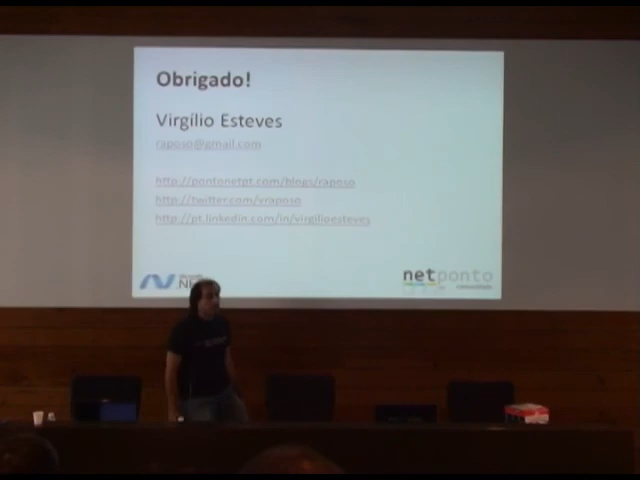 Obrigado!
Virgílio Esteves
raposo@gmail.com
http://pontonetpt.com/blogs/raposo
http://twitter.com/vraposo
http://pt.linkedin.com/in/virgilioesteves
netponto